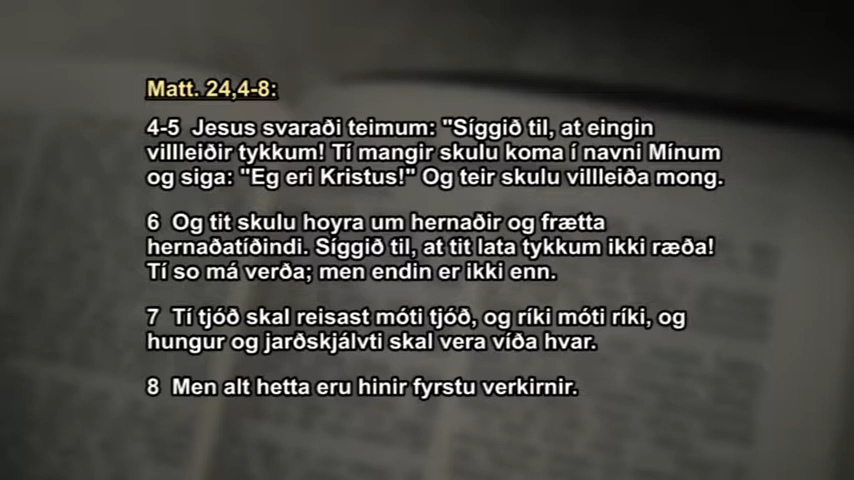 Matt. 24,4-8:
4-5 Jesus svaraði teimum: "Síggið til, at eingin
villleiðir tykkum! Tí mangir skulu koma í navni Mínum
og siga: "Eg eri Kristus!" Og teir skulu villleiða mong.
6 Og tit skulu hoyra um hernaðir og frætta
hernaðatíðindi. Síggið til, at tit lata tykkum ikki ræða!
Tí so má verða; men endin er ikki enn.
7 Tí tjóð skal reisast móti tjóð, og ríki móti ríki, og
hungur og jarðskjálvti skal vera víða hvar.
8 Men alt hetta eru hinir fyrstu verkirnir.